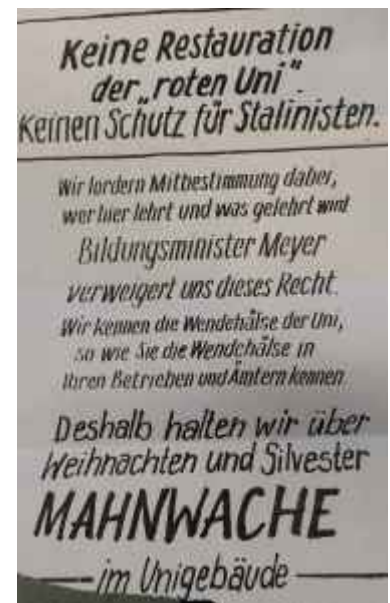 Keine Restauration
der „roten Uni“.
Keinen Schutz für Stalinisten.
Wir fordern Mitbestimmung daber,
wer hier lehrt und was gelehrt wird
Bildungsminister Meyer
verweigert uns dieses Recht.
Wir kennen die Wendehälse der Uni,
so wie Sie die Wendehälse in
Ihren Betrieben und Ämtern kennen
Deshalb halten wir über
Weihnachten und Silvester
MAHNWACHE
im Unigebäude